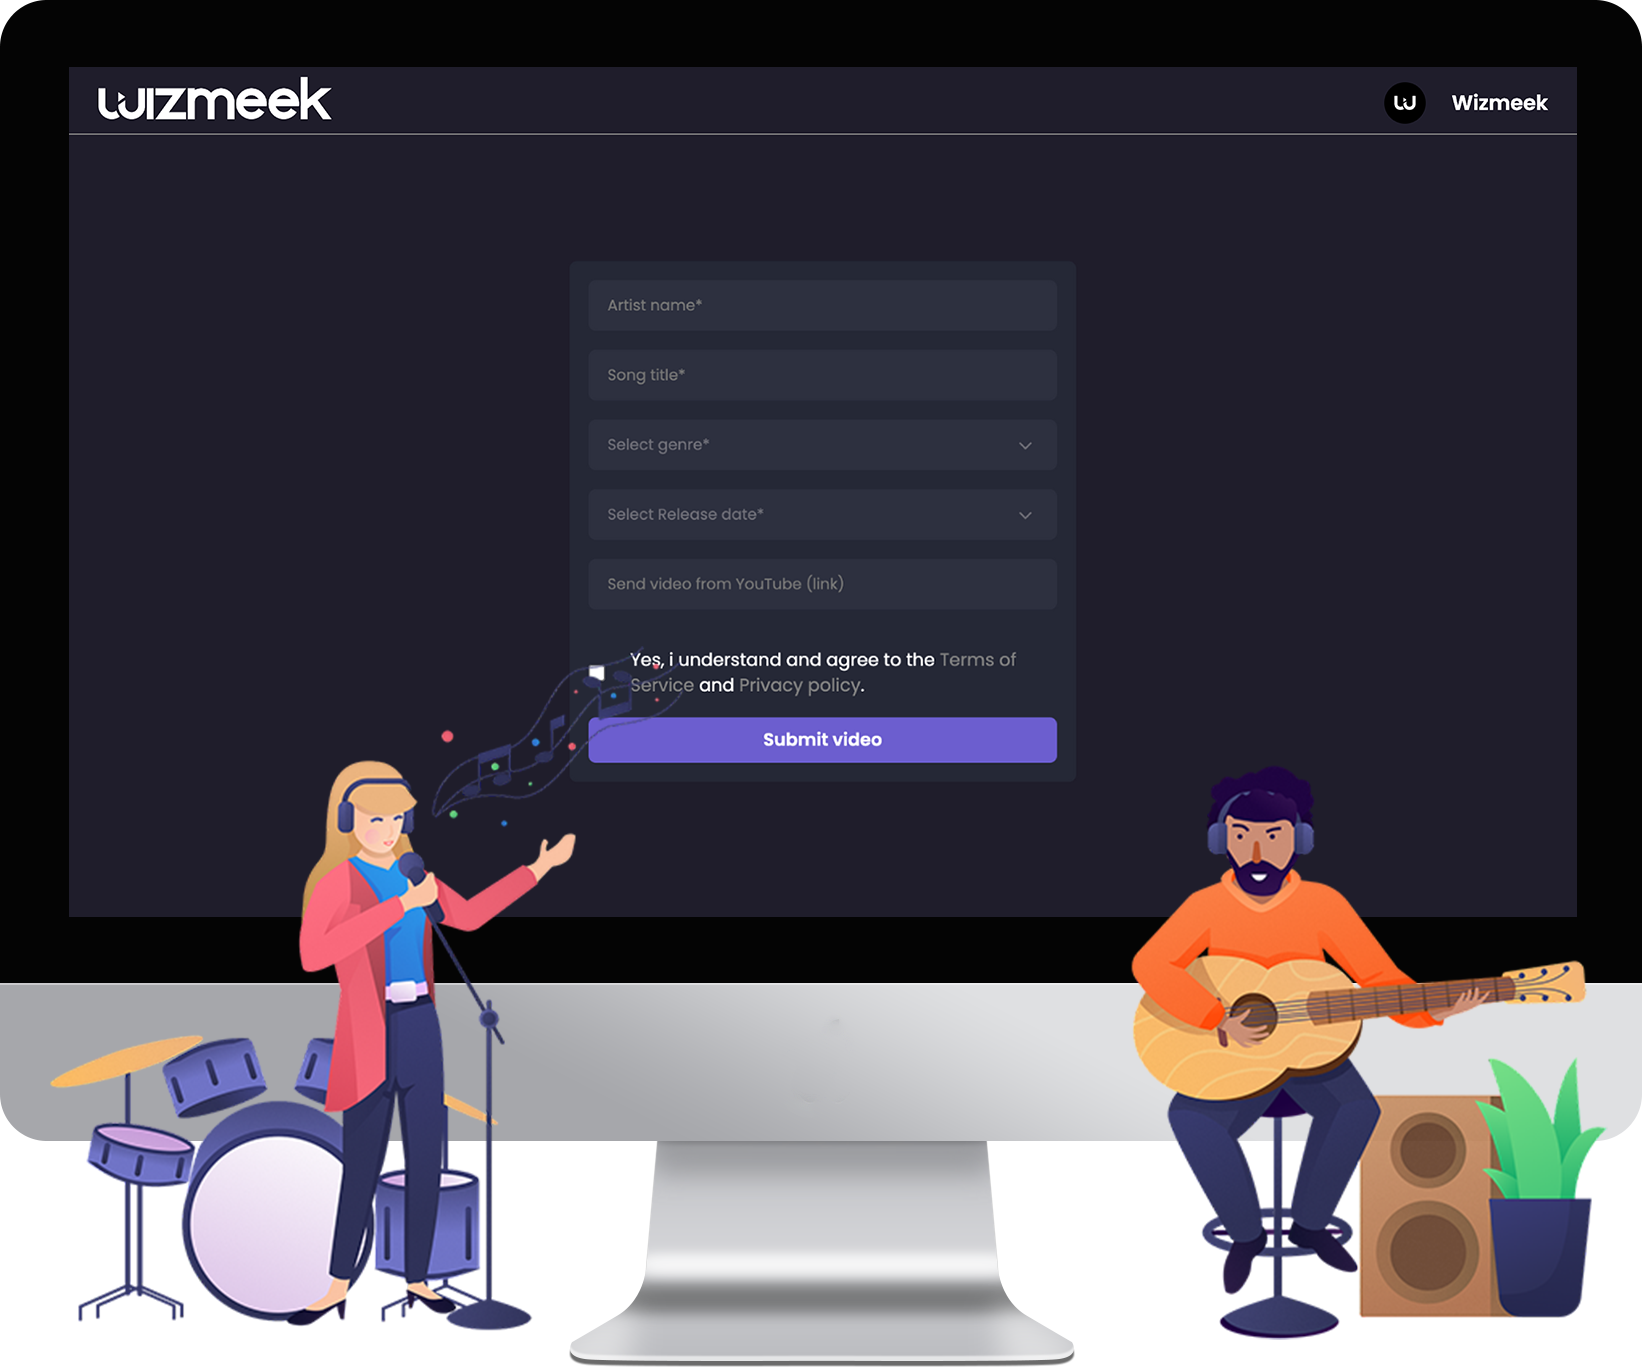 wizmeek
Wizmeek
Artist name*
Song title*
Select genre*
Select Release date*
Send video from YouTube (link)
Yes, i understand and agree to the Terms of
Service and Privacy policy.
Submit video